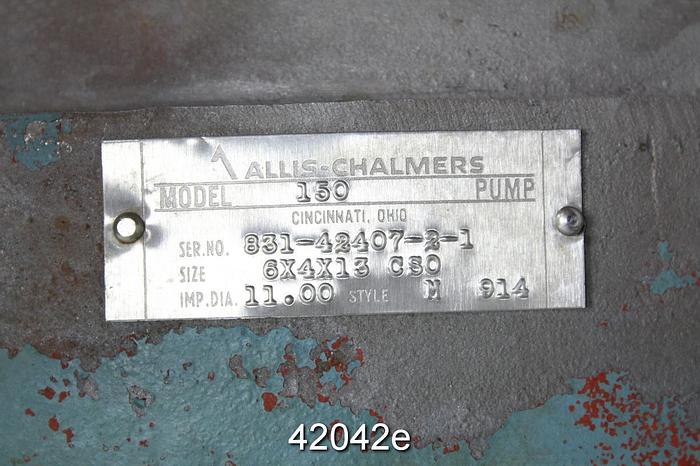 ALLIS-CHALMERS
MODEL 150 PUMP
CINCINNATI, OHIO
SER.NO. 831-42407-2-1
SIZE 6X4X13 CSO
IMP.DIA. 11.00 STYLE M 914
42042e